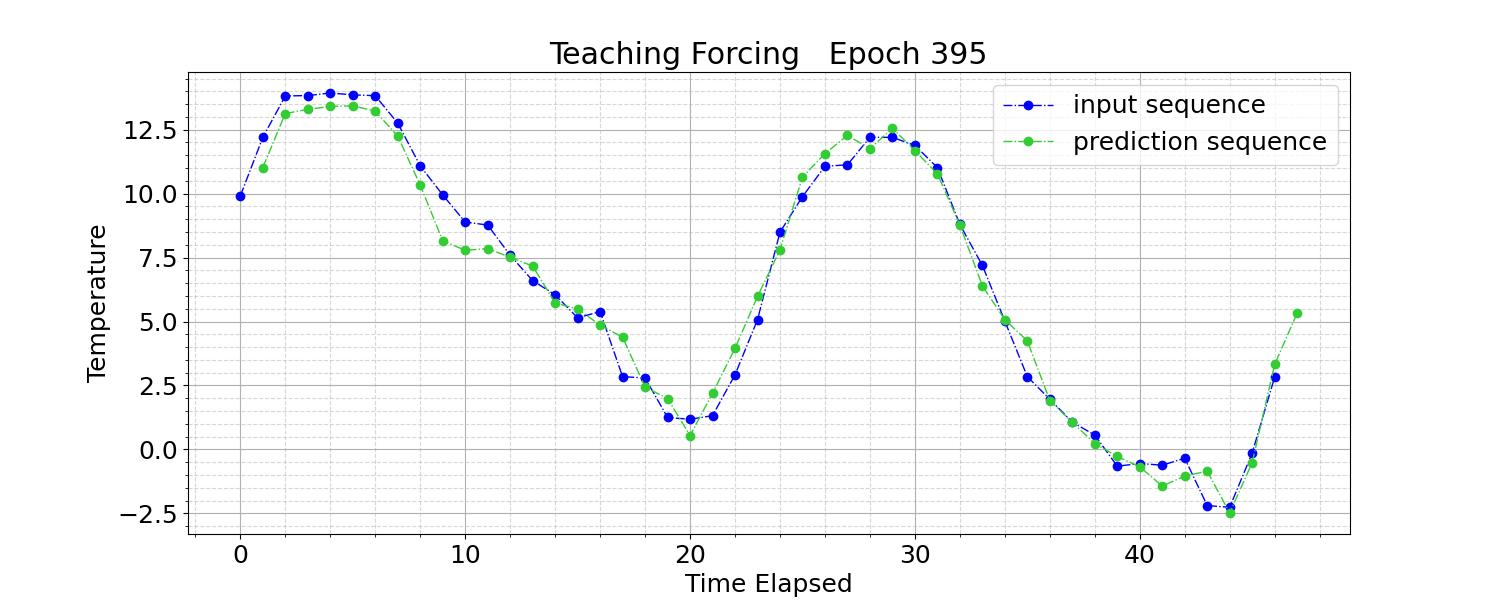 Teaching Forcing   Epoch 395
input sequence
prediction sequence
12.5
10.0
7.5
5.0
2.5
0.0
−2.5
Temperature
0 10 20 30 40
Time Elapsed